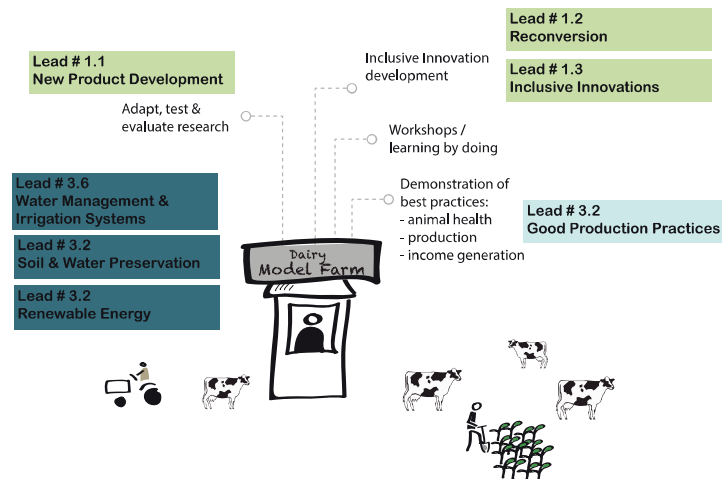 Lead # 1.2
Reconversion
Lead # 1.1
New Product Development
Inclusive Innovation
development
Lead # 1.3
Inclusive Innovations
Adapt, test &
evaluate research
Workshops /
learning by doing
Lead # 3.6
Water Management &
Irrigation Systems
Demonstration of
best practices:
- animal health
- production
- income generation
Lead # 3.2
Good Production Practices
Lead # 3.2
Soil & Water Preservation
Dairy
Model Farm
Lead # 3.2
Renewable Energy